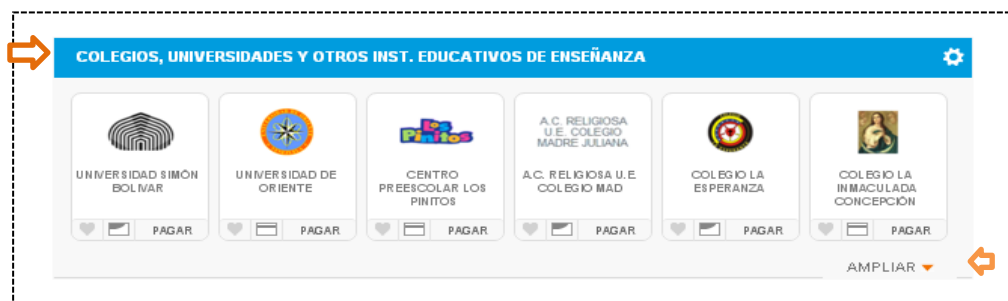 COLEGIOS, UNIVERSIDADES Y OTROS INST. EDUCATIVOS DE ENSEÑANZA
Los
Pinitos
A.C. RELIGIOSA
U.E. COLEGIO
MADRE JULIANA
UNIVERSIDAD SIMÓN
BOLIVAR
UNIVERSIDAD DE
ORIENTE
CENTRO
PREESCOLAR LOS
PINITOS
A.C. RELIGIOSA U.E.
COLEGIO MAD
COLEGIO LA
ESPERANZA
COLEGIO LA
INMACULADA
CONCEPCIÓN
PAGAR
PAGAR
PAGAR
PAGAR
PAGAR
PAGAR
AMPLIAR